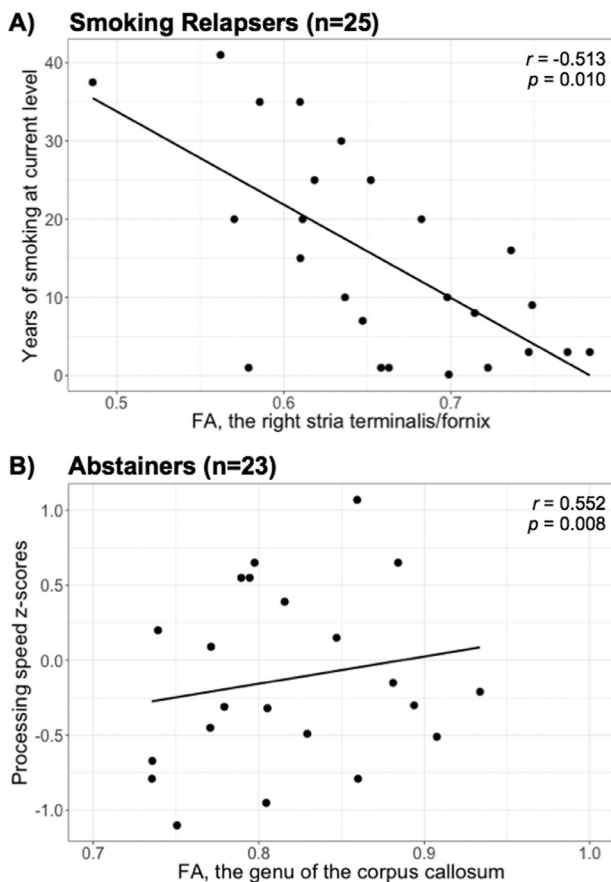 A) Smoking Relapsers (n=25)
r = -0.513
p = 0.010
Years of smoking at current level
40
30
20
10
0
0.5 0.6 0.7
FA, the right stria terminalis/fornix
B) Abstainers (n=23)
r = 0.552
p = 0.008
Processing speed z-scores
1.0
0.5
0.0
-0.5
-1.0
0.7 0.8 0.9 1.0
FA, the genu of the corpus callosum